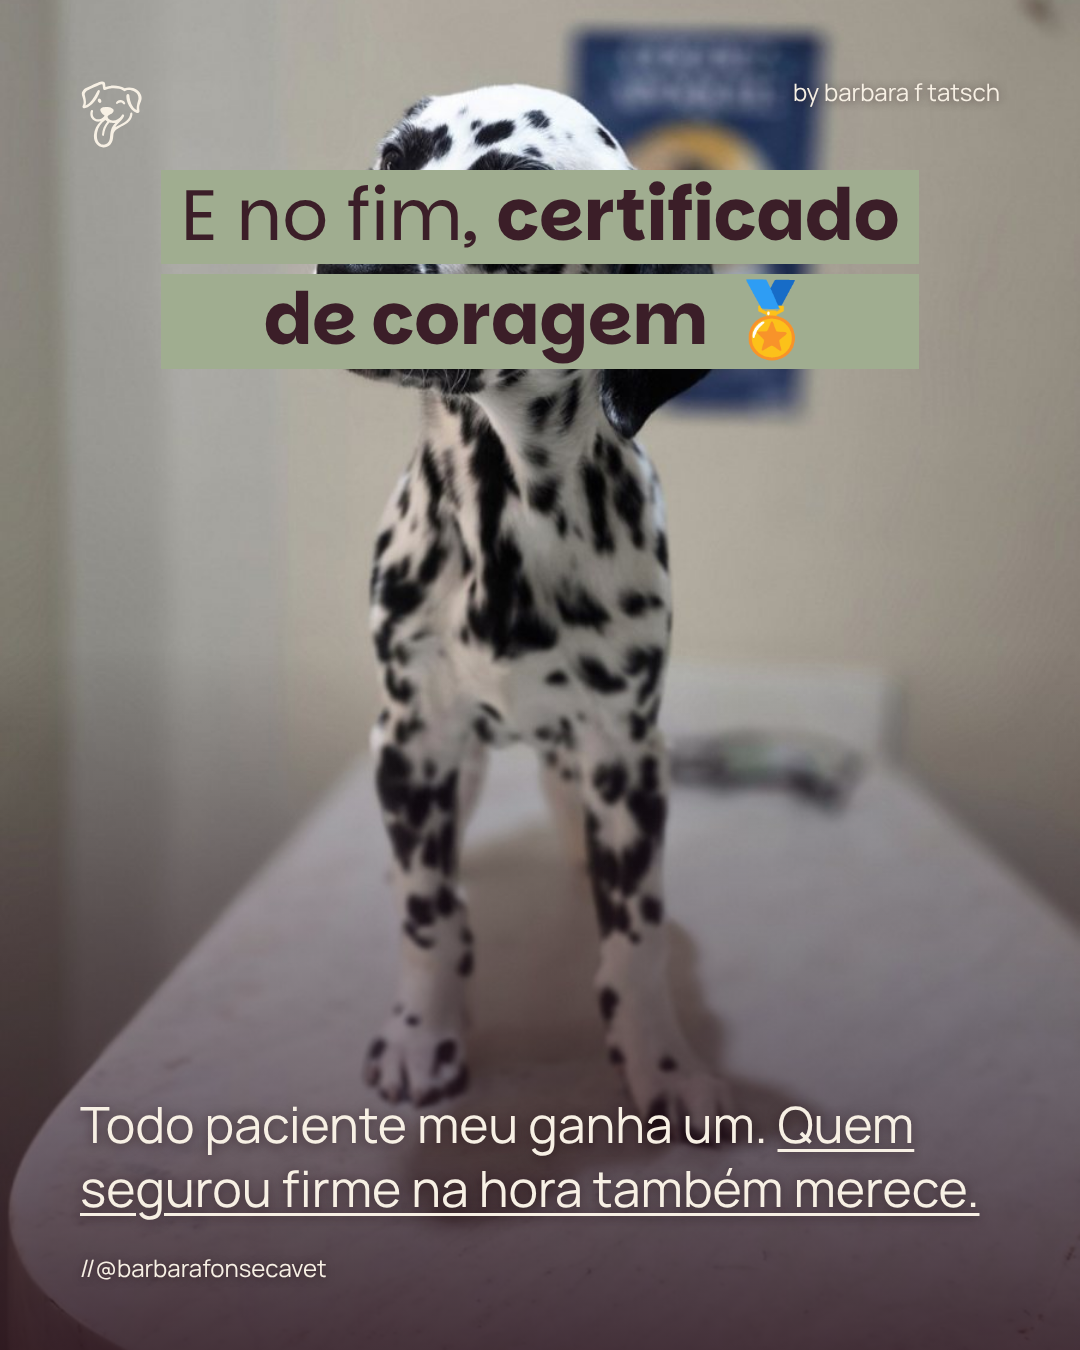 by barbara f tatsch
E no fim, certificado
de coragem 🏅
Todo paciente meu ganha um. Quem
segurou firme na hora também merece.
//@barbarafonsecavet